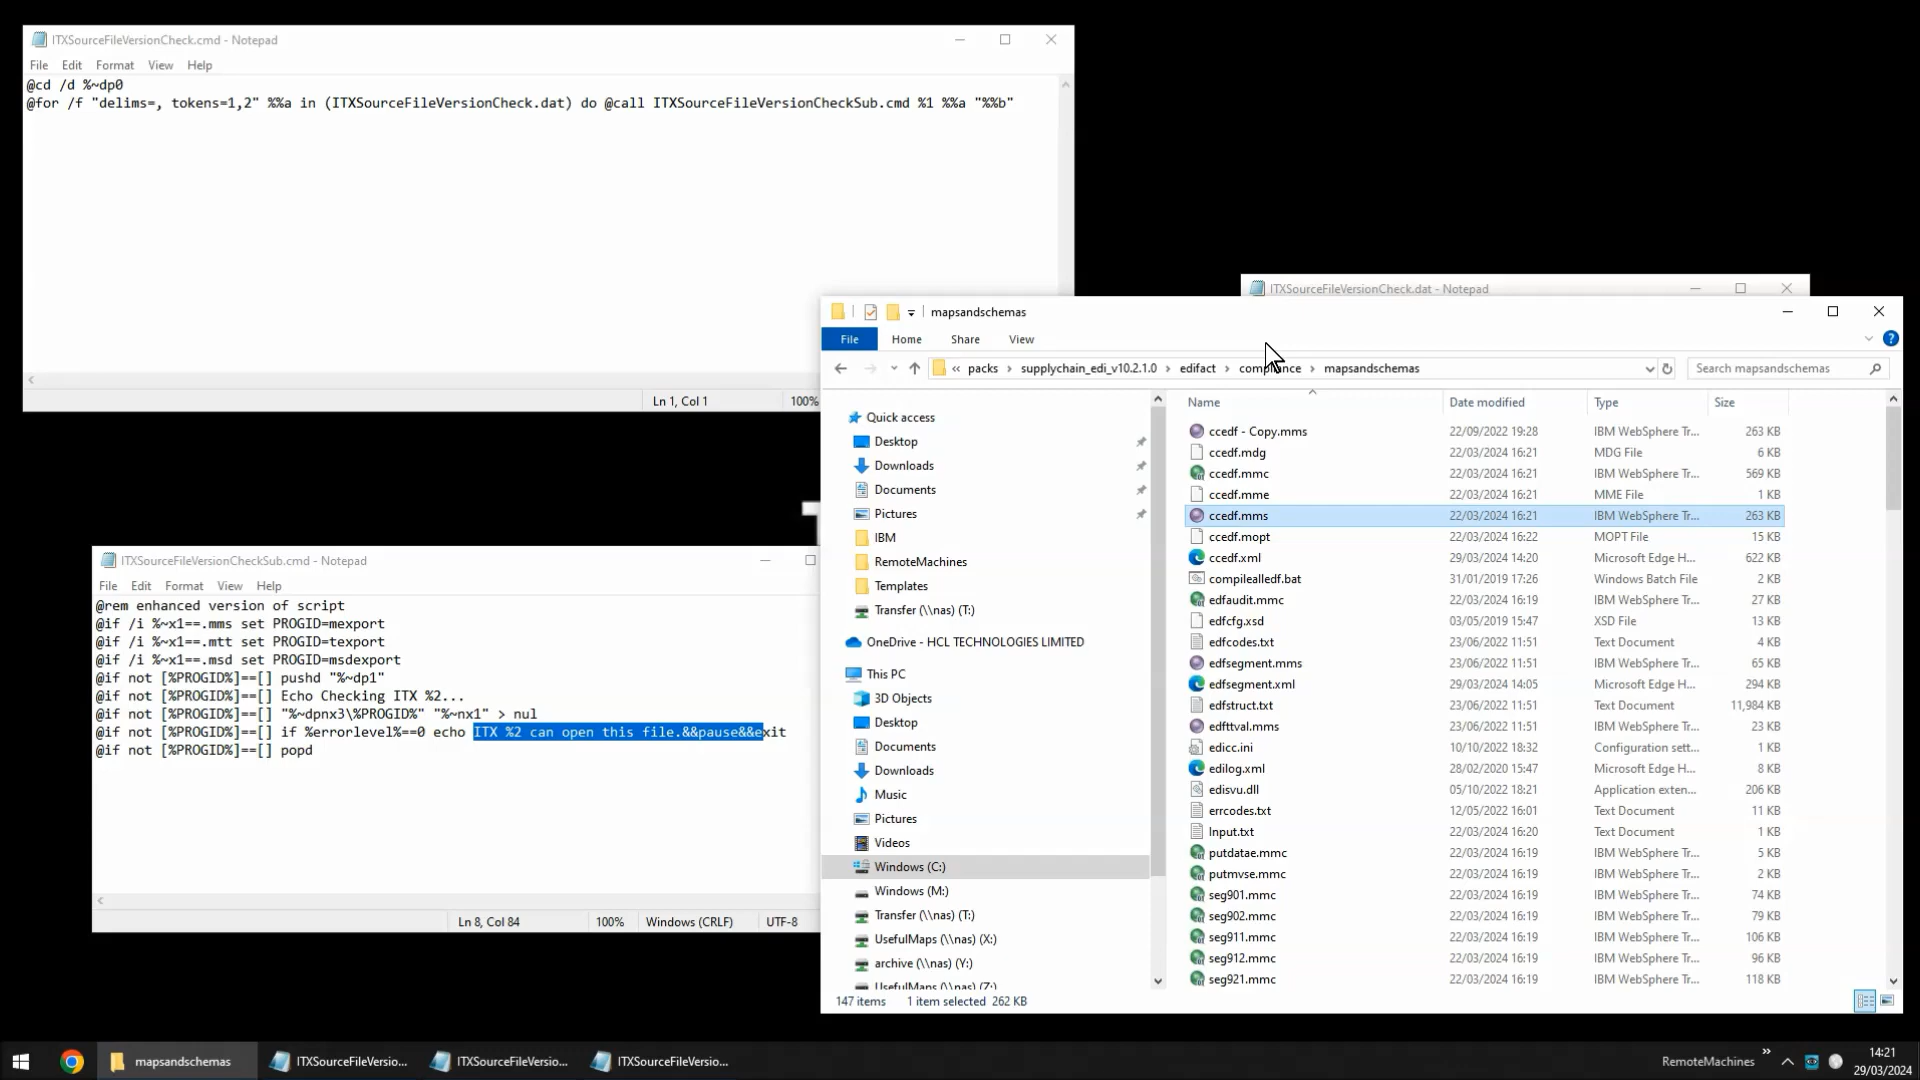 ITXSourceFileVersionCheck.cmd - Notepad
File Edit Format View Help
@cd /d %~dp0
@for /f "delims=, tokens=1,2" %%a in (ITXSourceFileVersionCheck.dat) do @call ITXSourceFileVersionCheckSub.cmd %1 %%a "%%b"
Ln 1, Col 1 100%
ITXSourceFileVersionCheck.dat - Notepad
ITXSourceFileVersionCheckSub.cmd - Notepad
File Edit Format View Help
@rem enhanced version of script
@if /i %~x1==.mms set PROGID=mexport
@if /i %~x1==.mtt set PROGID=texport
@if /i %~x1==.msd set PROGID=msdexport
@if not [%PROGID%]==[] pushd "%~dp1"
@if not [%PROGID%]==[] Echo Checking ITX %2...
@if not [%PROGID%]==[] "%~dpnx3\%PROGID%" "%~nx1" > nul
@if not [%PROGID%]==[] if %errorlevel%==0 echo ITX %2 can open this file.&&pause&&exit
@if not [%PROGID%]==[] popd
Ln 8, Col 84 100% Windows (CRLF) UTF-8
mapsandschemas
File Home Share View
« packs › supplychain_edi_v10.2.1.0 › edifact › compliance › mapsandschemas
Search mapsandschemas
Quick access
Desktop
Downloads
Documents
Pictures
IBM
RemoteMachines
Templates
Transfer (\\nas) (T:)
OneDrive - HCL TECHNOLOGIES LIMITED
This PC
3D Objects
Desktop
Documents
Downloads
Music
Pictures
Videos
Windows (C:)
Windows (M:)
Transfer (\\nas) (T:)
UsefulMaps (\\nas) (X:)
archive (\\nas) (Y:)
UsefulMaps (\\nas) (Z:)
Name Date modified Type Size
ccedf - Copy.mms 22/09/2022 19:28 IBM WebSphere Tr... 263 KB
ccedf.mdg 22/03/2024 16:21 MDG File 6 KB
ccedf.mmc 22/03/2024 16:21 IBM WebSphere Tr... 569 KB
ccedf.mme 22/03/2024 16:21 MME File 1 KB
ccedf.mms 22/03/2024 16:21 IBM WebSphere Tr... 263 KB
ccedf.mopt 22/03/2024 16:22 MOPT File 15 KB
ccedf.xml 29/03/2024 14:20 Microsoft Edge H... 622 KB
compilealledf.bat 31/01/2019 17:26 Windows Batch File 2 KB
edfaudit.mmc 22/03/2024 16:19 IBM WebSphere Tr... 27 KB
edfcfg.xsd 03/05/2019 15:47 XSD File 13 KB
edfcodes.txt 23/06/2022 11:51 Text Document 4 KB
edfsegment.mms 23/06/2022 11:51 IBM WebSphere Tr... 65 KB
edfsegment.xml 29/03/2024 14:05 Microsoft Edge H... 294 KB
edfstruct.txt 23/06/2022 11:51 Text Document 11,984 KB
edfttval.mms 23/06/2022 11:51 IBM WebSphere Tr... 23 KB
edicc.ini 10/10/2022 18:32 Configuration sett... 1 KB
edilog.xml 28/02/2020 15:47 Microsoft Edge H... 8 KB
edisvu.dll 05/10/2022 18:21 Application exten... 206 KB
errcodes.txt 12/05/2022 16:01 Text Document 11 KB
Input.txt 22/03/2024 16:20 Text Document 1 KB
putdatae.mmc 22/03/2024 16:19 IBM WebSphere Tr... 5 KB
putmvse.mmc 22/03/2024 16:19 IBM WebSphere Tr... 2 KB
seg901.mmc 22/03/2024 16:19 IBM WebSphere Tr... 74 KB
seg902.mmc 22/03/2024 16:19 IBM WebSphere Tr... 79 KB
seg911.mmc 22/03/2024 16:19 IBM WebSphere Tr... 106 KB
seg912.mmc 22/03/2024 16:19 IBM WebSphere Tr... 96 KB
seg921.mmc 22/03/2024 16:19 IBM WebSphere Tr... 118 KB
147 items 1 item selected 262 KB
mapsandschemas ITXSourceFileVersio... ITXSourceFileVersio... ITXSourceFileVersio... RemoteMachines » 14:21
29/03/2024